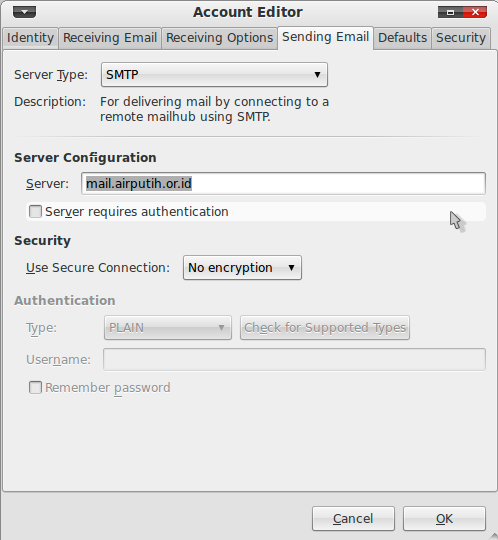 Account Editor
Identity Receiving Email Receiving Options Sending Email Defaults Security
Server Type: SMTP
Description: For delivering mail by connecting to a
remote mailhub using SMTP.
Server Configuration
Server: mail.airputih.or.id
Server requires authentication
Security
Use Secure Connection: No encryption
Authentication
Type: PLAIN Check for Supported Types
Username:
Remember password
Cancel OK